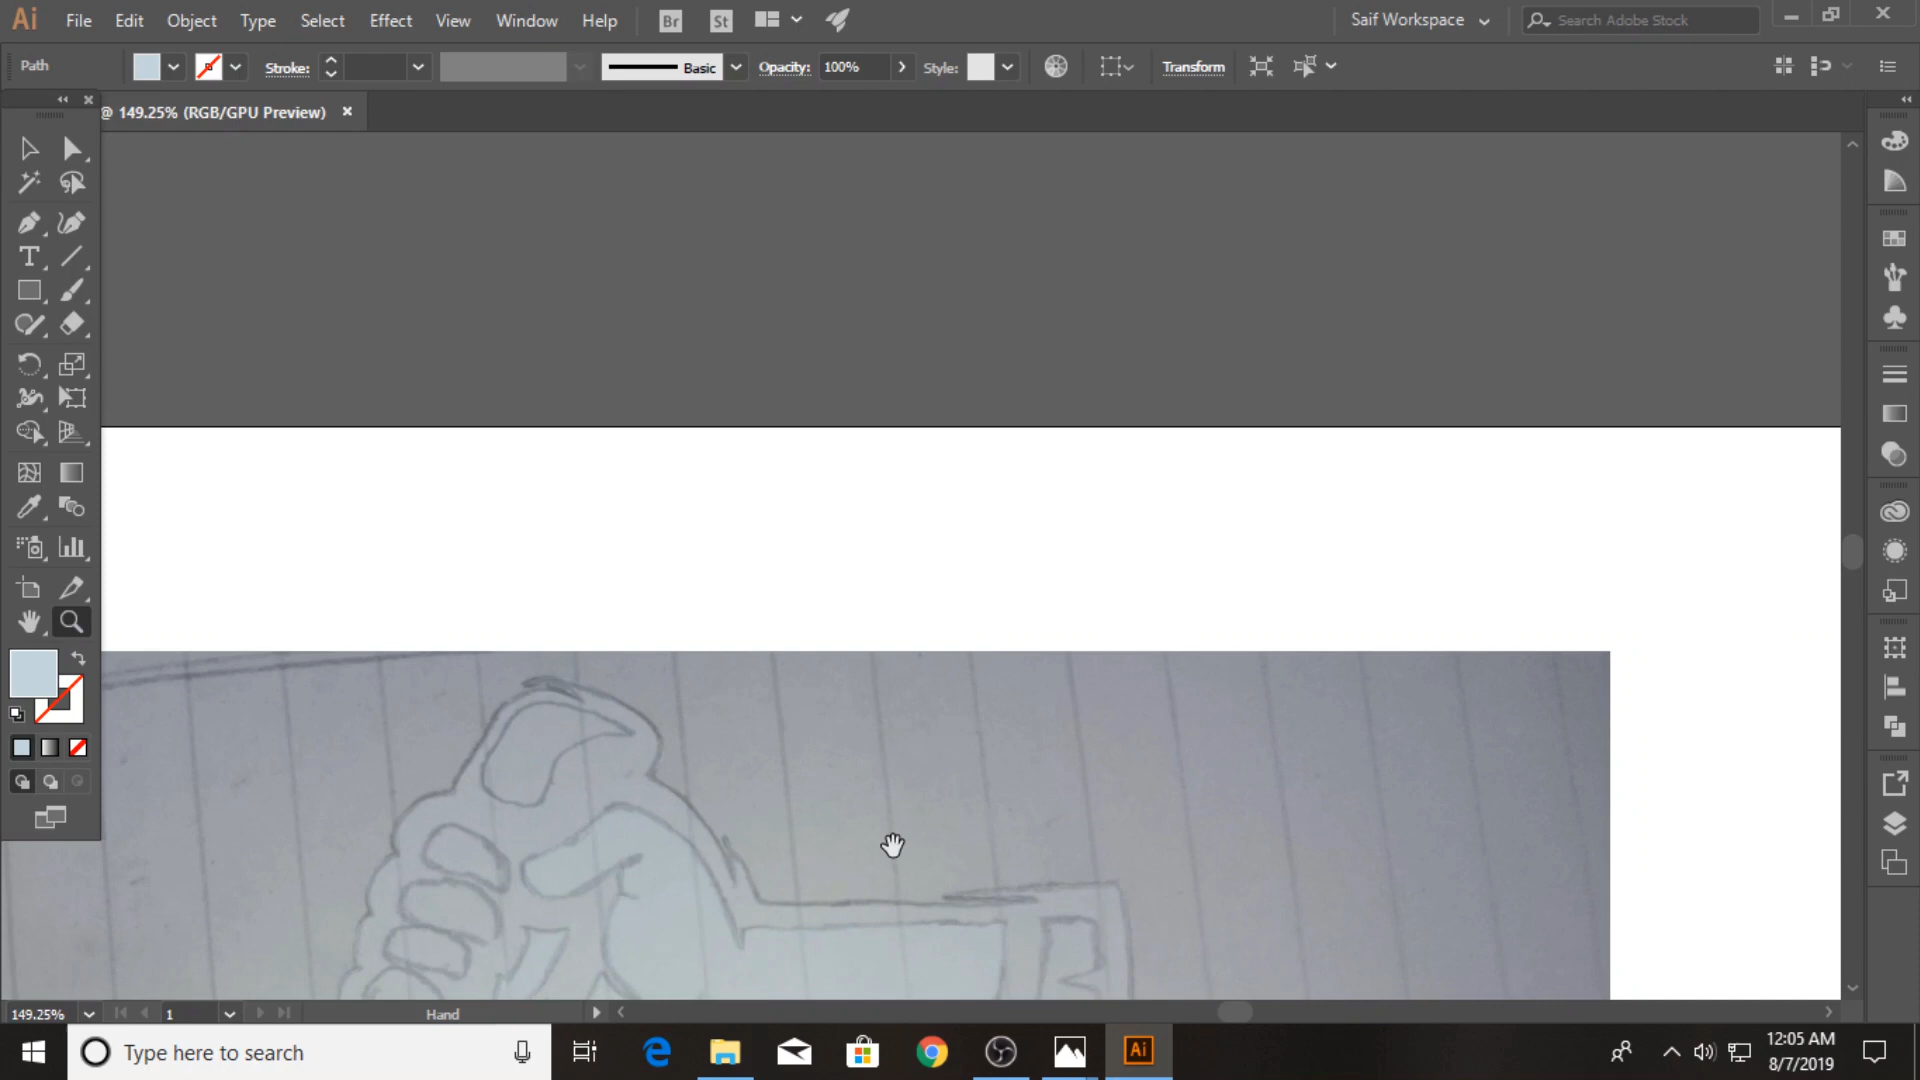 Ai File Edit Object Type Select Effect View Window Help Br St Saif Workspace Search Adobe Stock
Path Stroke: Basic Opacity: 100% Style: Transform
@ 149.25% (RGB/GPU Preview)
T
149.25% 1 Hand
Type here to search Ai 12:05 AM
8/7/2019